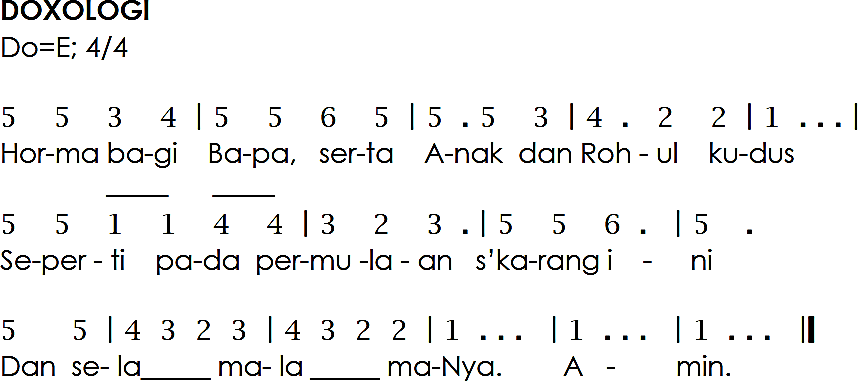 DOXOLOGI
Do=E; 4/4
5 5 3 4 | 5 5 6 5 | 5 . 5 3 | 4 . 2 2 | 1 . . . |
Hor-ma ba-gi Ba-pa, ser-ta A-nak dan Roh - ul ku-dus
5 5 1 1 4 4 | 3 2 3 . | 5 5 6 . | 5 .
Se-per - ti pa-da per-mu -la - an s’ka-rang i - ni
5 5 | 4 3 2 3 | 4 3 2 2 | 1 . . . | 1 . . . | 1 . . . ||
Dan se- la_____ ma- la _____ ma-Nya. A - min.